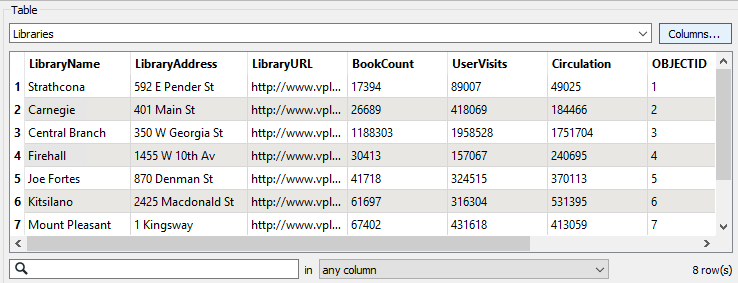 Table
Libraries
Columns...
LibraryName LibraryAddress LibraryURL BookCount UserVisits Circulation OBJECTID
1 Strathcona 592 E Pender St http://www.vpl... 17394 89007 49025 1
2 Carnegie 401 Main St http://www.vpl... 26689 418069 184466 2
3 Central Branch 350 W Georgia St http://www.vpl... 1188303 1958528 1751704 3
4 Firehall 1455 W 10th Av http://www.vpl... 30413 157067 240695 4
5 Joe Fortes 870 Denman St http://www.vpl... 41718 324515 370113 5
6 Kitsilano 2425 Macdonald St http://www.vpl... 61697 316304 531395 6
7 Mount Pleasant 1 Kingsway http://www.vpl... 67402 431618 413059 7
in any column 8 row(s)